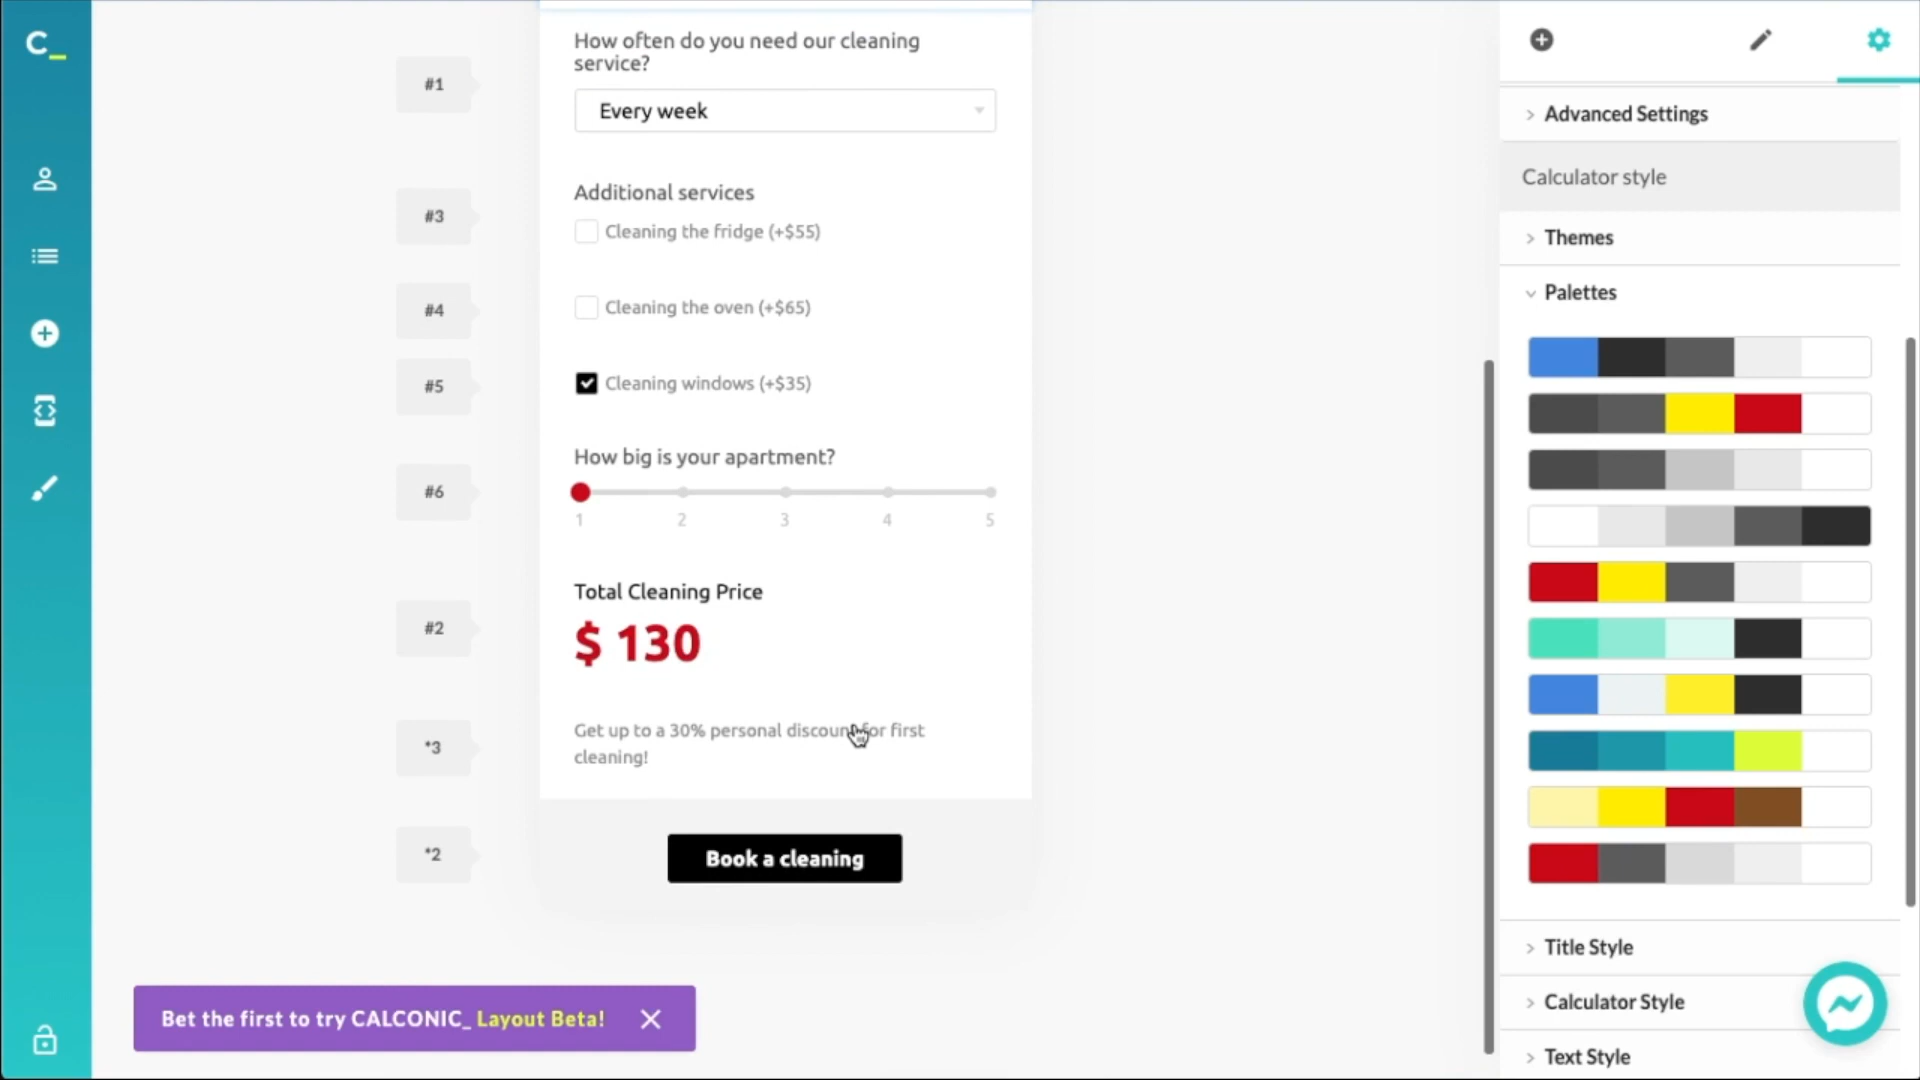 C_
#1
How often do you need our cleaning
service?
Every week
#3
Additional services
Cleaning the fridge (+$55)
#4
Cleaning the oven (+$65)
#5
Cleaning windows (+$35)
#6
How big is your apartment?
1 2 3 4 5
#2
Total Cleaning Price
$ 130
*3
Get up to a 30% personal discount for first
cleaning!
*2
Book a cleaning
Bet the first to try CALCONIC_ Layout Beta!
Advanced Settings
Calculator style
Themes
Palettes
Title Style
Calculator Style
Text Style